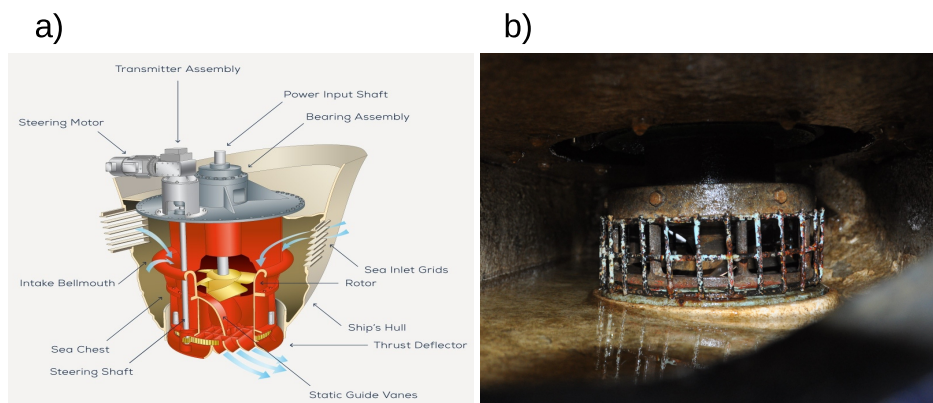 a)
b)
Transmitter Assembly
Power Input Shaft
Bearing Assembly
Steering Motor
Sea Inlet Grids
Intake Bellmouth
Rotor
Ship's Hull
Sea Chest
Thrust Deflector
Steering Shaft
Static Guide Vanes